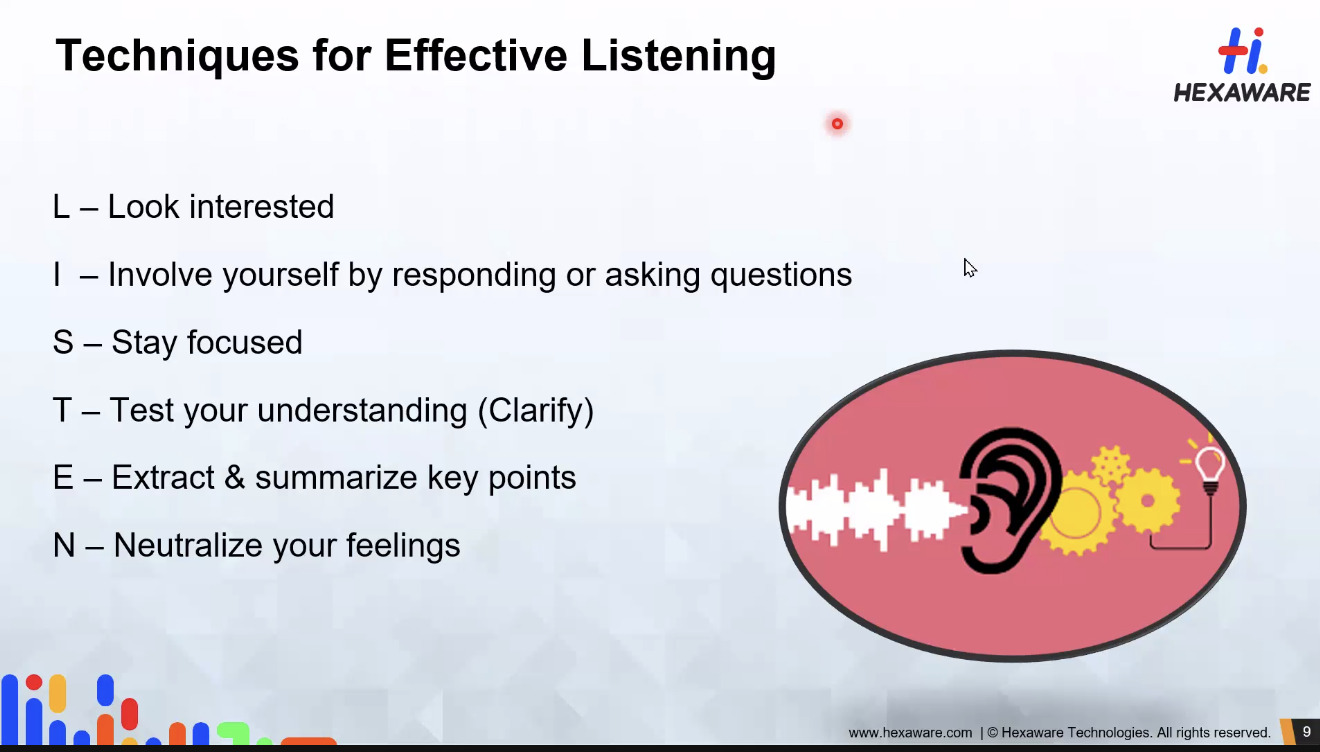 Techniques for Effective Listening
HEXAWARE
L – Look interested
I – Involve yourself by responding or asking questions
S – Stay focused
T – Test your understanding (Clarify)
E – Extract & summarize key points
N – Neutralize your feelings
www.hexaware.com | © Hexaware Technologies. All rights reserved. 9